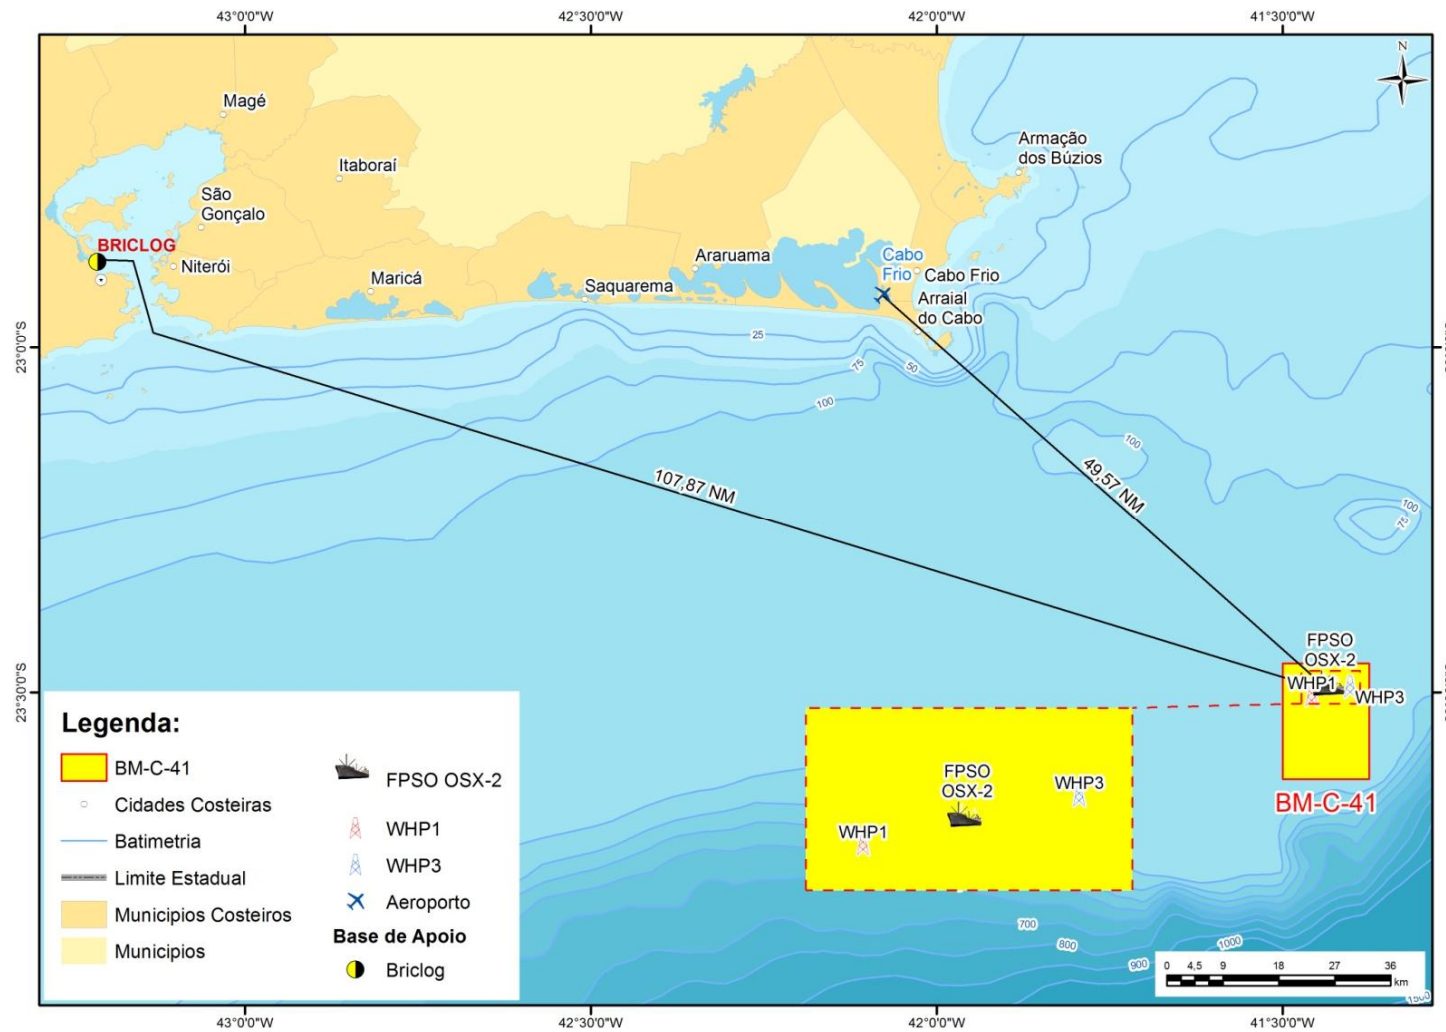 43°0'0"W
42°30'0"W
42°0'0"W
41°30'0"W
N
Magé
Armação
dos Búzios
Itaboraí
São
Gonçalo
BRICLOG
Niterói
Maricá
Saquarema
Araruama
Cabo
Frio
Cabo Frio
Arraial
do Cabo
23°0'0"S
25
75
50
100
100
100
75
107,87 NM
49,57 NM
FPSO
OSX-2
WHP1
WHP3
BM-C-41
23°30'0"S
FPSO
OSX-2
WHP3
WHP1
700
800
900
1000
1500
Legenda:
BM-C-41
Cidades Costeiras
Batimetria
Limite Estadual
Municipios Costeiros
Municipios
FPSO OSX-2
WHP1
WHP3
Aeroporto
Base de Apoio
Briclog
0 4,5 9 18 27 36
km
43°0'0"W
42°30'0"W
42°0'0"W
41°30'0"W